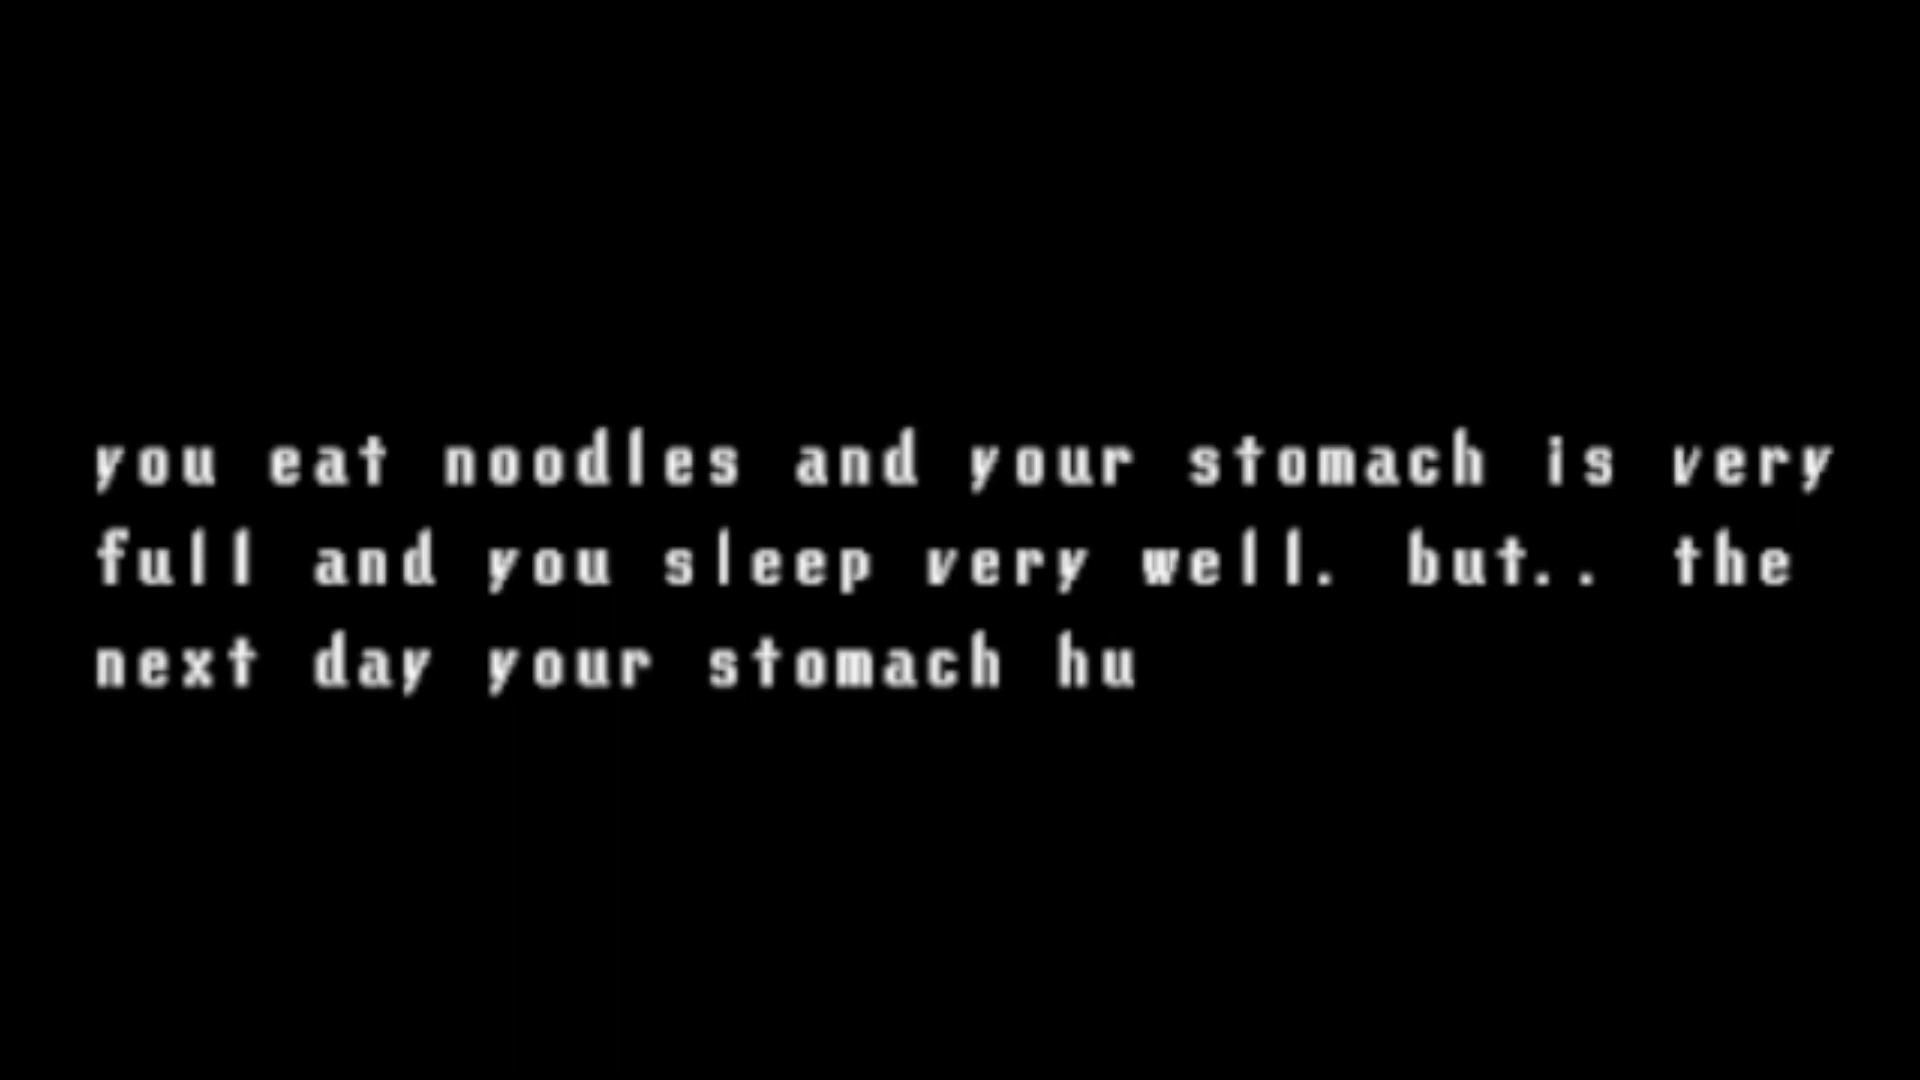 you eat noodles and your stomach is very
full and you sleep very well. but.. the
next day your stomach hu